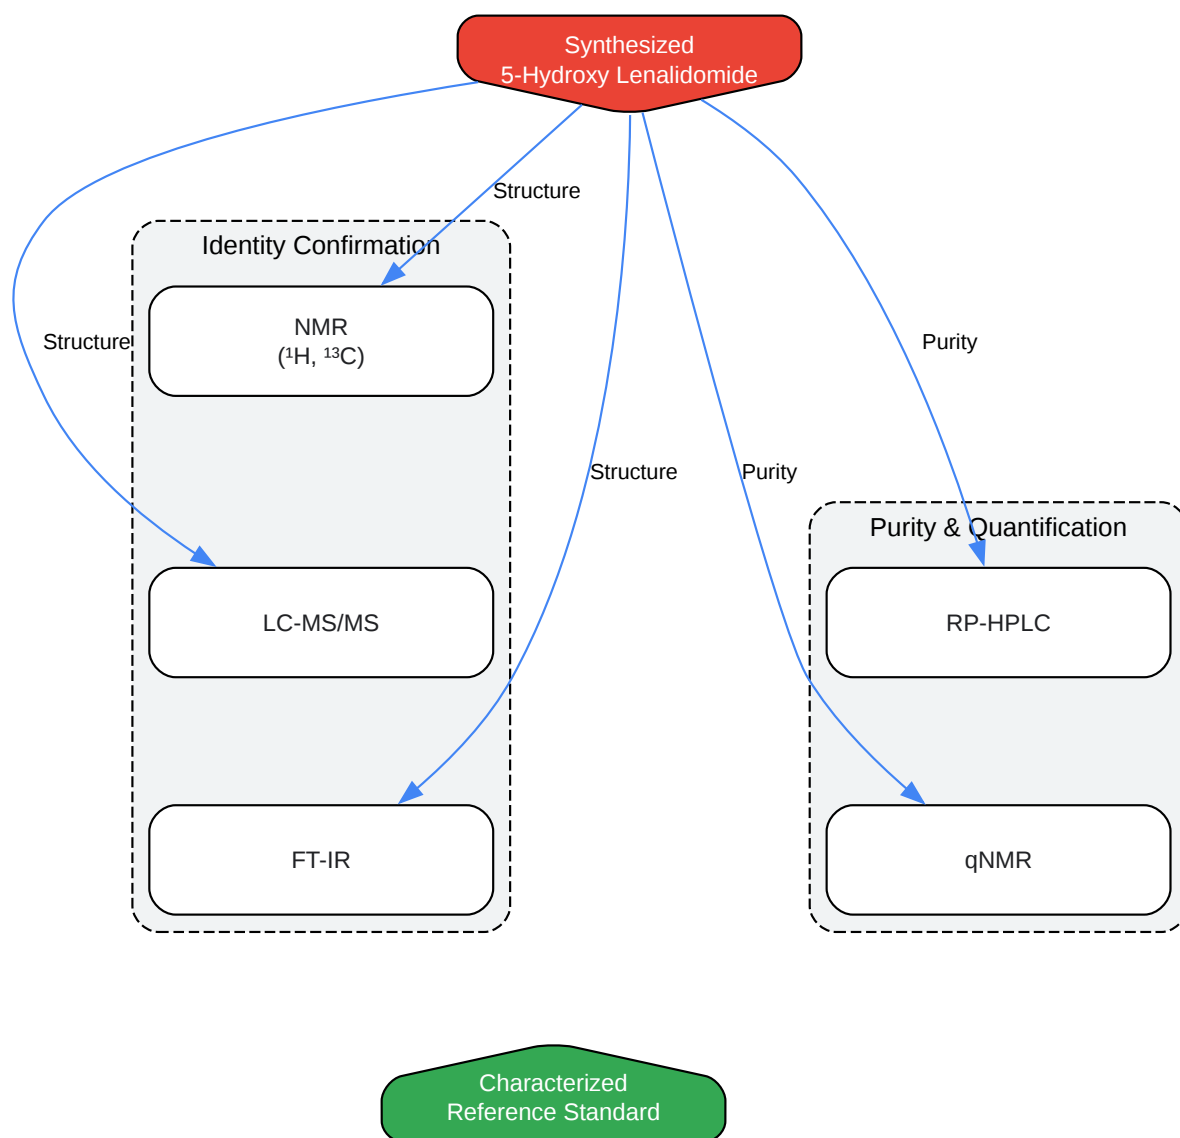 Synthesized
5-Hydroxy Lenalidomide
Structure
Identity Confirmation
NMR
(¹H, ¹³C)
Structure
Purity
Structure
Purity
Purity & Quantification
LC-MS/MS
RP-HPLC
FT-IR
qNMR
Characterized
Reference Standard